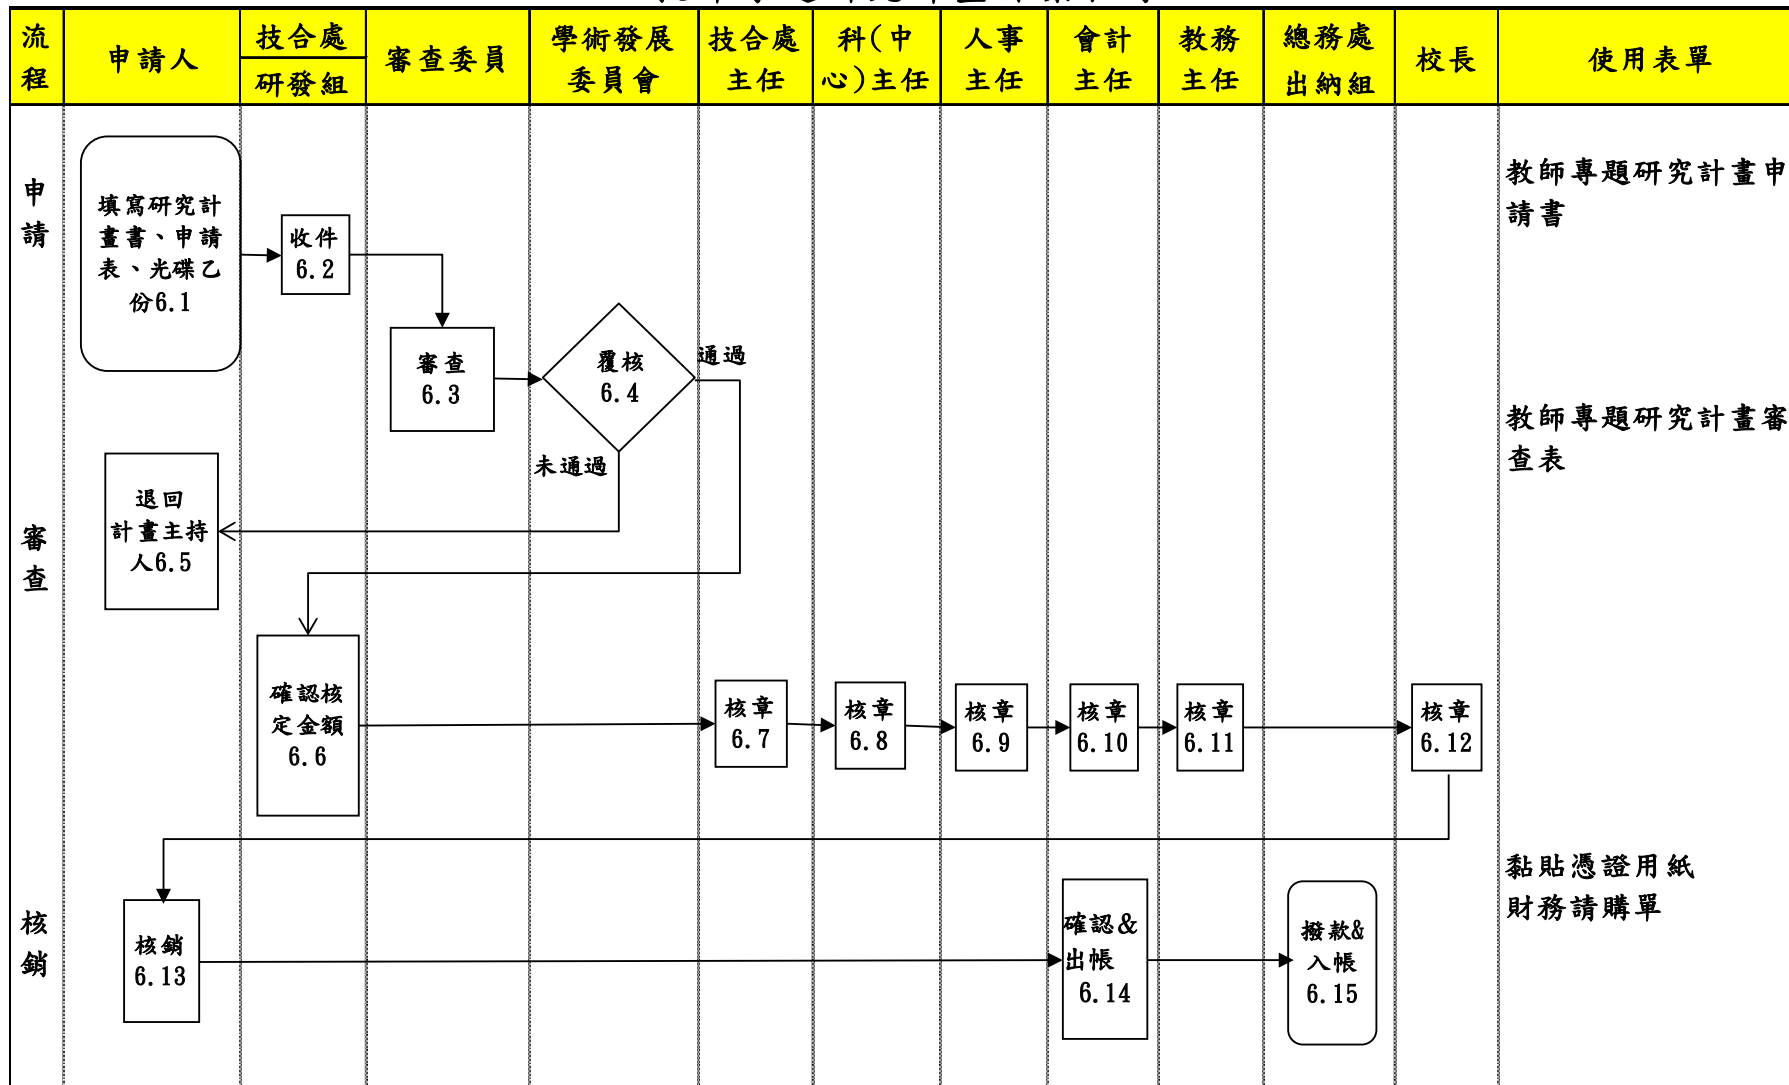 流
程
申請人
技合處
研發組
審查委員
學術發展
委員會
技合處
主任
科(中
心)主任
人事
主任
會計
主任
教務
主任
總務處
出納組
校長
使用表單
申
請
填寫研究計
畫書、申請
表、光碟乙
份6.1
收件
6.2
教師專題研究計畫申
請書
審查
6.3
覆核
6.4
通過
未通過
教師專題研究計畫審
查表
審
查
退回
計畫主持
人6.5
確認核
定金額
6.6
核章
6.7
核章
6.8
核章
6.9
核章
6.10
核章
6.11
核章
6.12
核
銷
核銷
6.13
確認&
出帳
6.14
撥款&
入帳
6.15
黏貼憑證用紙
財務請購單